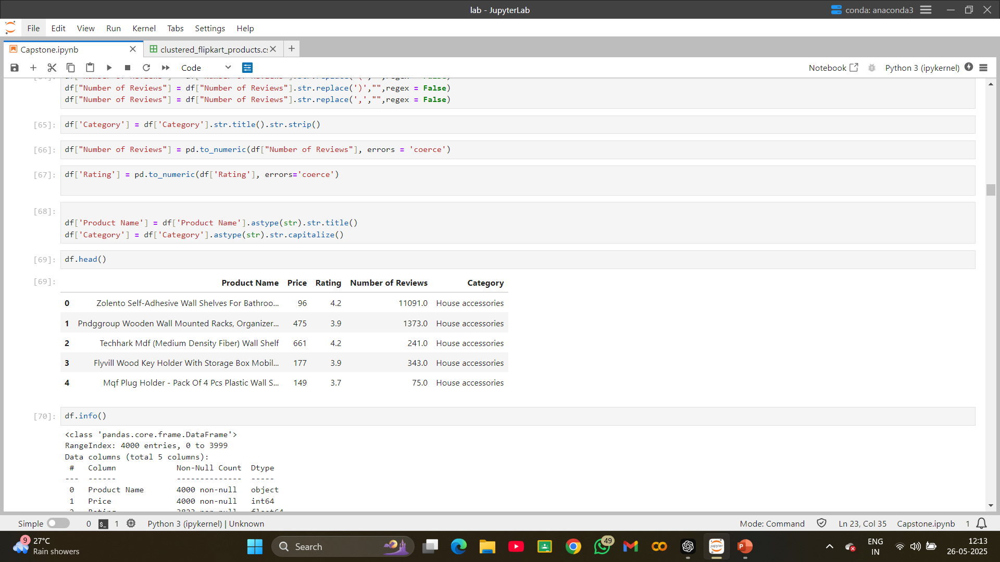 lab - JupyterLab
conda: anaconda3
File Edit View Run Kernel Tabs Settings Help
Capstone.ipynb
clustered_flipkart_products.cs
Code
Notebook
Python 3 (ipykernel)
df["Number of Reviews"] = df["Number of Reviews"].str.replace(')',"",regex = False)
df["Number of Reviews"] = df["Number of Reviews"].str.replace(',',"",regex = False)
[65]: df['Category'] = df['Category'].str.title().str.strip()
[66]: df["Number of Reviews"] = pd.to_numeric(df["Number of Reviews"], errors = 'coerce')
[67]: df['Rating'] = pd.to_numeric(df['Rating'], errors='coerce')
[68]:
df['Product Name'] = df['Product Name'].astype(str).str.title()
df['Category'] = df['Category'].astype(str).str.capitalize()
[69]: df.head()
[69]:
Product Name Price Rating Number of Reviews Category
0 Zolento Self-Adhesive Wall Shelves For Bathroo... 96 4.2 11091.0 House accessories
1 Pndggroup Wooden Wall Mounted Racks, Organizer... 475 3.9 1373.0 House accessories
2 Techhark Mdf (Medium Density Fiber) Wall Shelf 661 4.2 241.0 House accessories
3 Flyvill Wood Key Holder With Storage Box Mobil... 177 3.9 343.0 House accessories
4 Mqf Plug Holder - Pack Of 4 Pcs Plastic Wall S... 149 3.7 75.0 House accessories
[70]: df.info()
<class 'pandas.core.frame.DataFrame'>
RangeIndex: 4000 entries, 0 to 3999
Data columns (total 5 columns):
# Column Non-Null Count Dtype
--- ------ -------------- -----
0 Product Name 4000 non-null object
1 Price 4000 non-null int64
Simple 0 $_ 1 Python 3 (ipykernel) | Unknown
Mode: Command Ln 23, Col 35 Capstone.ipynb 1
9
27°C
Rain showers
Search
49
jupyter
ENG
IN
12:13
26-05-2025